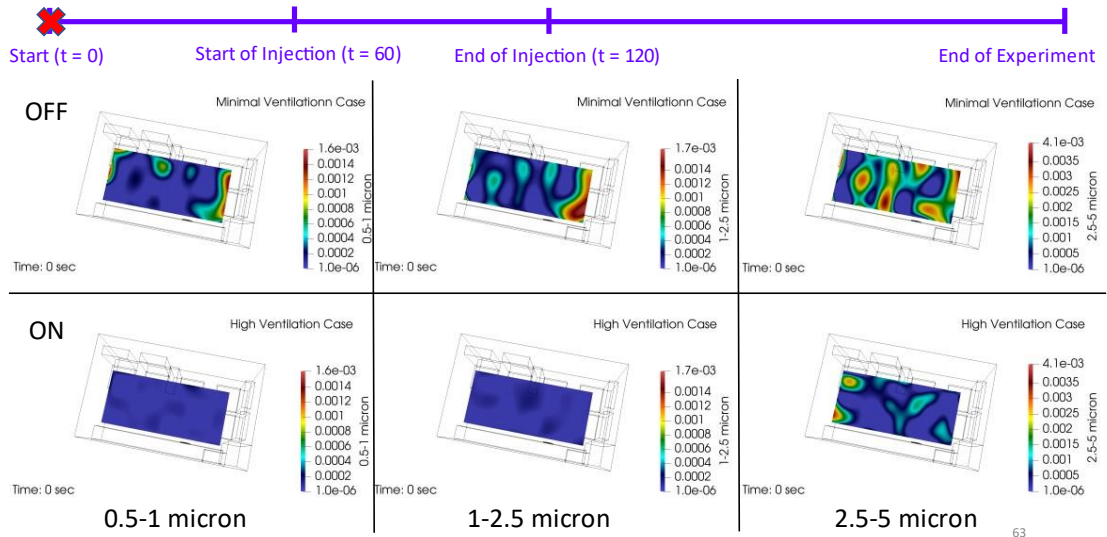 Start (t = 0)
Start of Injection (t = 60)
End of Injection (t = 120)
End of Experiment
OFF
Minimal Ventilationn Case
1.6e-03
0.0014
0.0012
0.001
0.0008
0.0006
0.0004
0.0002
1.0e-06
0.5-1 micron
Time: 0 sec
Minimal Ventilationn Case
1.7e-03
0.0014
0.0012
0.001
0.0008
0.0006
0.0004
0.0002
1.0e-06
1-2.5 micron
Time: 0 sec
Minimal Ventilationn Case
4.1e-03
0.0035
0.003
0.0025
0.002
0.0015
0.001
0.0005
1.0e-06
2.5-5 micron
Time: 0 sec
ON
High Ventilation Case
1.6e-03
0.0014
0.0012
0.001
0.0008
0.0006
0.0004
0.0002
1.0e-06
0.5-1 micron
Time: 0 sec
High Ventilation Case
1.7e-03
0.0014
0.0012
0.001
0.0008
0.0006
0.0004
0.0002
1.0e-06
1-2.5 micron
Time: 0 sec
High Ventilation Case
4.1e-03
0.0035
0.003
0.0025
0.002
0.0015
0.001
0.0005
1.0e-06
2.5-5 micron
Time: 0 sec
0.5-1 micron
1-2.5 micron
2.5-5 micron
63